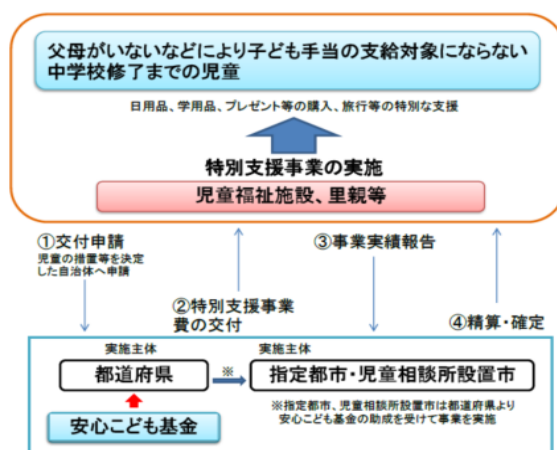 父母がいないなどにより子ども手当の支給対象にならない
中学校修了までの児童
日用品、学用品、プレゼント等の購入、旅行等の特別な支援
特別支援事業の実施
児童福祉施設、里親等
①交付申請
児童の措置等を決定
した自治体へ申請
②特別支援事業
費の交付
③事業実績報告
④精算・確定
実施主体
都道府県
※
実施主体
指定都市・児童相談所設置市
※指定都市、児童相談所設置市は都道府県より
安心こども基金の助成を受けて事業を実施
安心こども基金